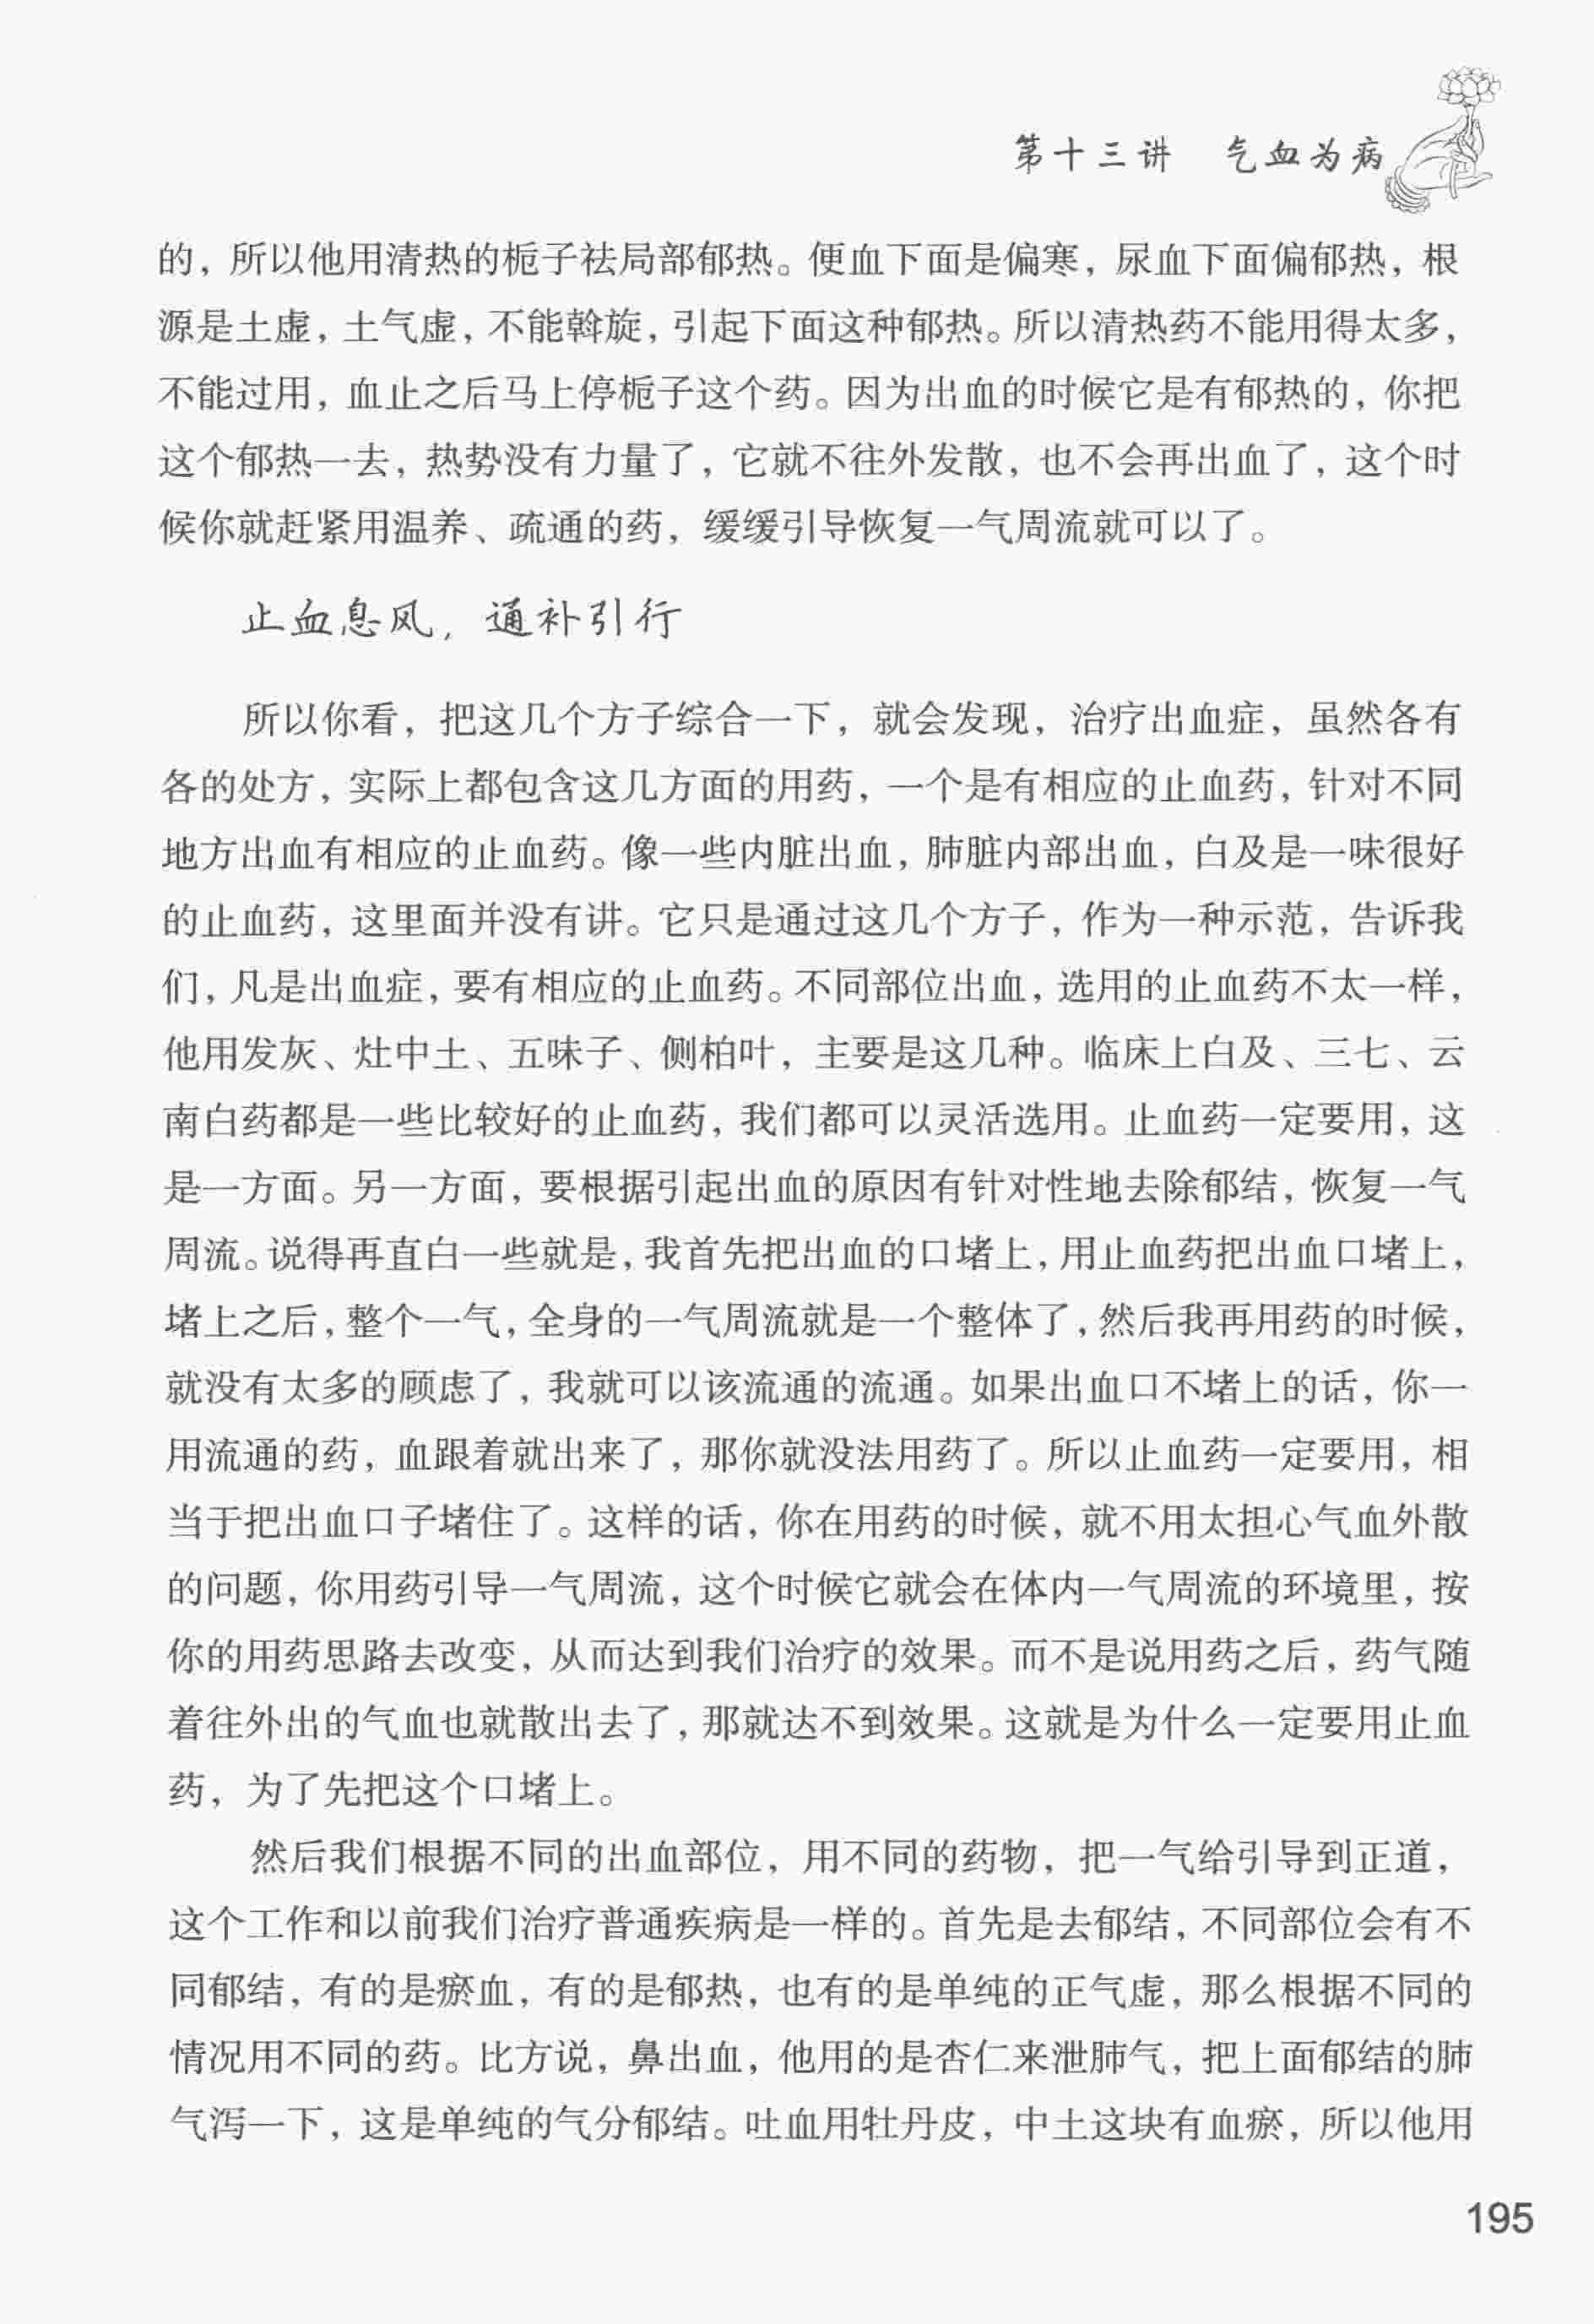 第十三讲 气血为病
的，所以他用清热的栀子祛局部郁热。便血下面是偏寒，尿血下面偏郁热，根
源是土虚，土气虚，不能斡旋，引起下面这种郁热。所以清热药不能用得太多，
不能过用，血止之后马上停栀子这个药。因为出血的时候它是有郁热的，你把
这个郁热一去，热势没有力量了，它就不往外发散，也不会再出血了，这个时
候你就赶紧用温养、疏通的药，缓缓引导恢复一气周流就可以了。
止血息风，通补引行
所以你看，把这几个方子综合一下，就会发现，治疗出血症，虽然各有
各的处方，实际上都包含这几方面的用药，一个是有相应的止血药，针对不同
地方出血有相应的止血药。像一些内脏出血，肺脏内部出血，白及是一味很好
的止血药，这里面并没有讲。它只是通过这几个方子，作为一种示范，告诉我
们，凡是出血症，要有相应的止血药。不同部位出血，选用的止血药不太一样，
他用发灰、灶中土、五味子、侧柏叶，主要是这几种。临床上白及、三七、云
南白药都是一些比较好的止血药，我们都可以灵活选用。止血药一定要用，这
是一方面。另一方面，要根据引起出血的原因有针对性地去除郁结，恢复一气
周流。说得再直白一些就是，我首先把出血的口堵上，用止血药把出血口堵上，
堵上之后，整个一气，全身的一气周流就是一个整体了，然后我再用药的时候，
就没有太多的顾虑了，我就可以该流通的流通。如果出血口不堵上的话，你一
用流通的药，血跟着就出来了，那你就没法用药了。所以止血药一定要用，相
当于把出血口子堵住了。这样的话，你在用药的时候，就不用太担心气血外散
的问题，你用药引导一气周流，这个时候它就会在体内一气周流的环境里，按
你的用药思路去改变，从而达到我们治疗的效果。而不是说用药之后，药气随
着往外出的气血也就散出去了，那就达不到效果。这就是为什么一定要用止血
药，为了先把这个口堵上。
然后我们根据不同的出血部位，用不同的药物，把一气给引导到正道，
这个工作和以前我们治疗普通疾病是一样的。首先是去郁结，不同部位会有不
同郁结，有的是瘀血，有的是郁热，也有的是单纯的正气虚，那么根据不同的
情况用不同的药。比方说，鼻出血，他用的是杏仁来泄肺气，把上面郁结的肺
气泻一下，这是单纯的气分郁结。吐血用牡丹皮，中土这块有血瘀，所以他用
195